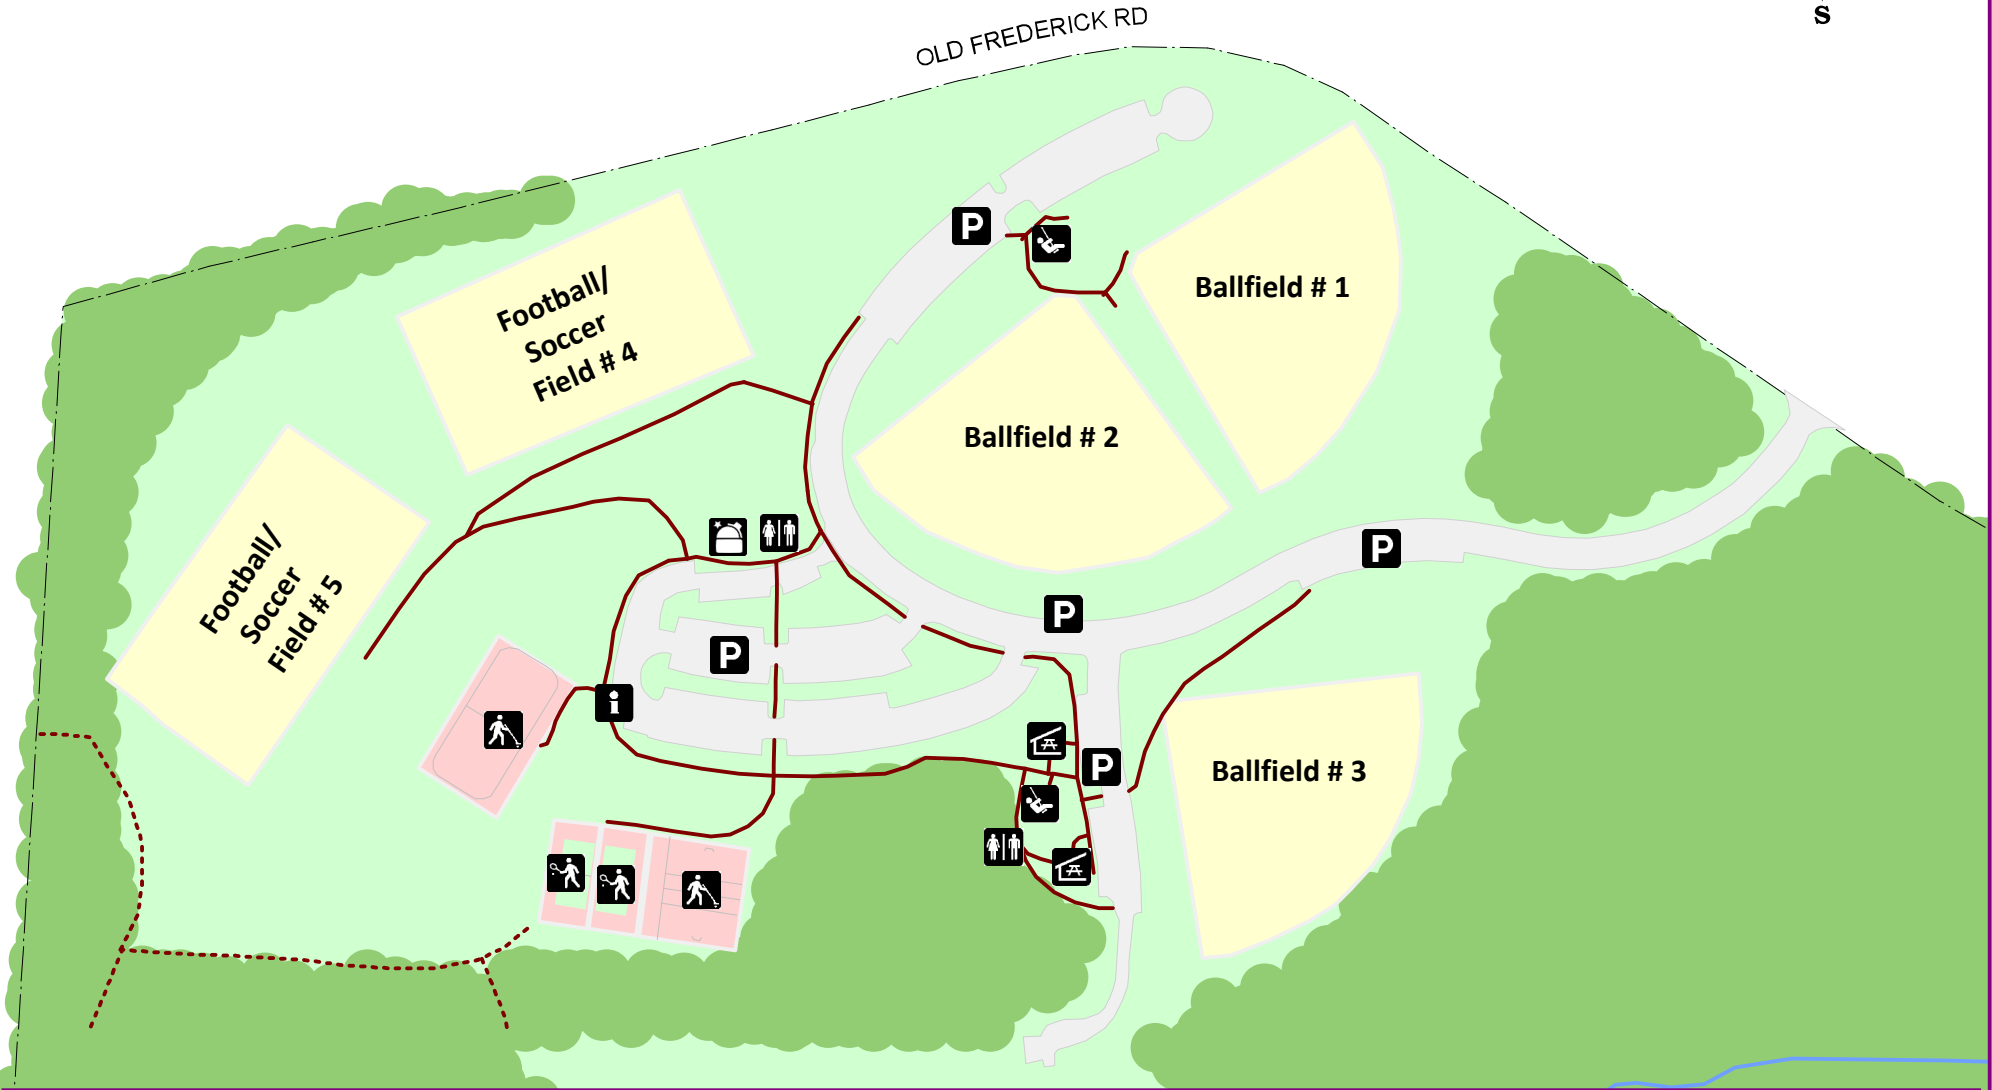 S
OLD FREDERICK RD
P
Ballfield # 1
Football/
Soccer
Field # 4
Ballfield # 2
Football/
Soccer
Field # 5
P
P
P
i
P
Ballfield # 3